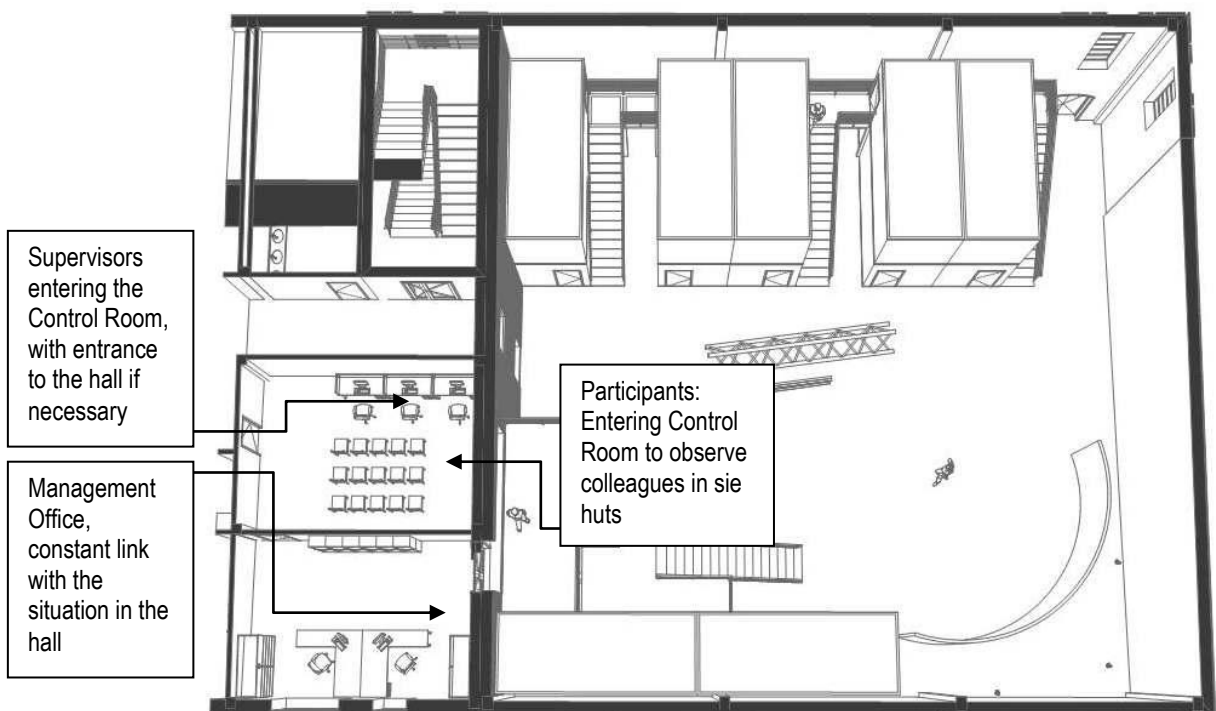 Supervisors
entering the
Control Room,
with entrance
to the hall if
necessary
Management
Office,
constant link
with the
situation in the
hall
Participants:
Entering Control
Room to observe
colleagues in sie
huts